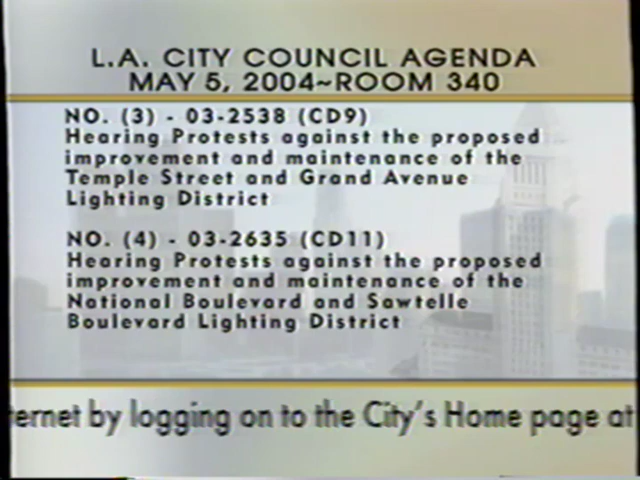 L.A. CITY COUNCIL AGENDA
MAY 5, 2004~ROOM 340
NO. (3) - 03-2538 (CD9)
Hearing Protests against the proposed
improvement and maintenance of the
Temple Street and Grand Avenue
Lighting District
NO. (4) - 03-2635 (CD11)
Hearing Protests against the proposed
improvement and maintenance of the
National Boulevard and Sawtelle
Boulevard Lighting District
ternet by logging on to the City's Home page at